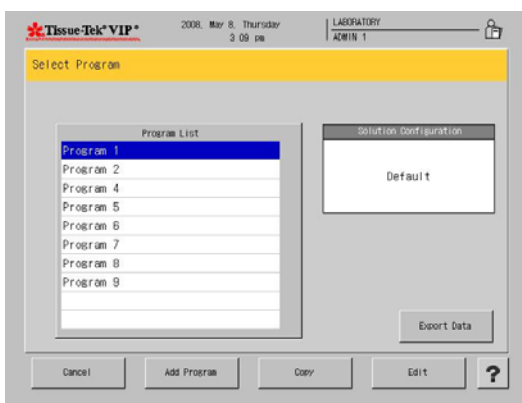 Tissue-Tek® VIP®
2008. May 8, Thursday
3 09 pm
LABORATORY
ADMIN 1
Select Program
Program List
Program 1
Program 2
Program 4
Program 5
Program 6
Program 7
Program 8
Program 9
Solution Configuration
Default
Export Data
Cancel
Add Program
Copy
Edit
?